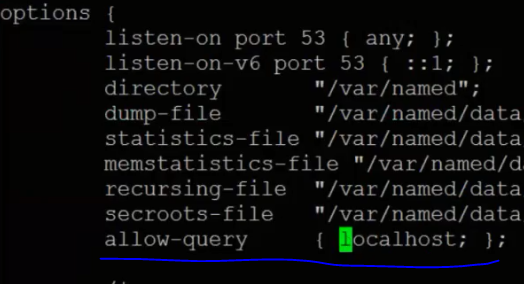 options {
listen-on port 53 { any; };
listen-on-v6 port 53 { ::1; };
directory "/var/named";
dump-file "/var/named/data
statistics-file "/var/named/data
memstatistics-file "/var/named/d
recursing-file "/var/named/data
secroots-file "/var/named/data
allow-query { localhost; };